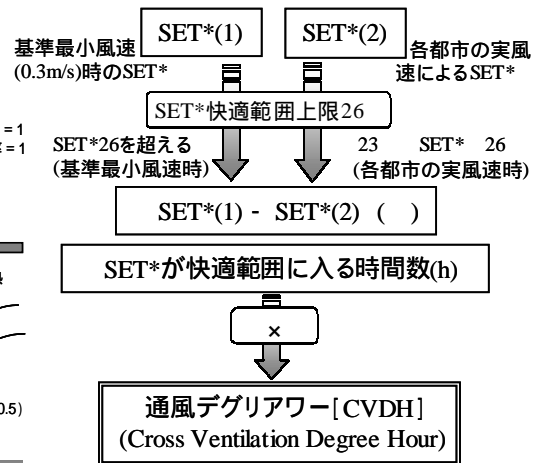 SET*(1)
SET*(2)
基準最小風速
(0.3m/s)時のSET*
各都市の実風
速によるSET*
SET*快適範囲上限26
= 1
= 1
SET*26を超える
(基準最小風速時)
23 SET* 26
(各都市の実風速時)
SET*(1) - SET*(2) ( )
SET*が快適範囲に入る時間数(h)
×
0.5)
通風デグリアワー[CVDH]
(Cross Ventilation Degree Hour)